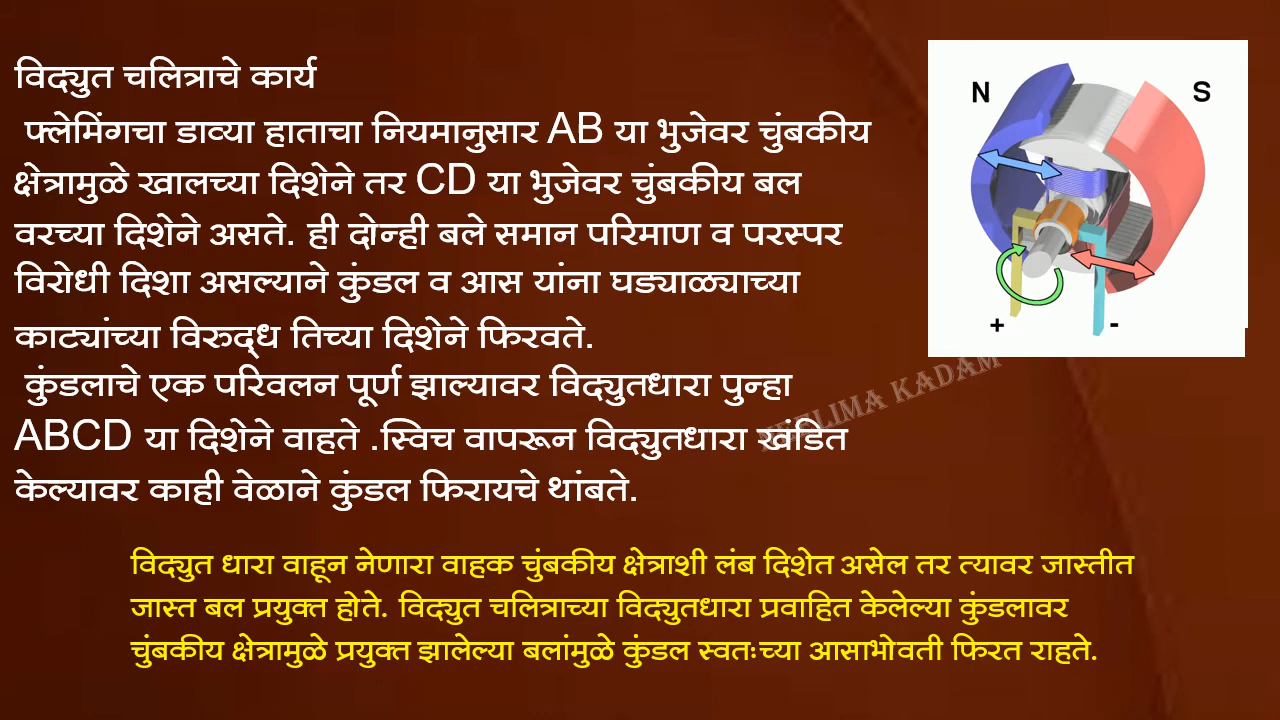 विद्युत चलित्राचे कार्य
फ्लेमिंगचा डाव्या हाताचा नियमानुसार AB या भुजेवर चुंबकीय
क्षेत्रामुळे खालच्या दिशेने तर CD या भुजेवर चुंबकीय बल
वरच्या दिशेने असते. ही दोन्ही बले समान परिमाण व परस्पर
विरोधी दिशा असल्याने कुंडल व आस यांना घड्याळ्याच्या
काट्यांच्या विरुद्ध तिच्या दिशेने फिरवते.
कुंडलाचे एक परिवलन पूर्ण झाल्यावर विद्युतधारा पुन्हा
ABCD या दिशेने वाहते .स्विच वापरून विद्युतधारा खंडित
केल्यावर काही वेळाने कुंडल फिरायचे थांबते.
N
S
+
-
NEELIMA KADAM
विद्युत धारा वाहून नेणारा वाहक चुंबकीय क्षेत्राशी लंब दिशेत असेल तर त्यावर जास्तीत
जास्त बल प्रयुक्त होते. विद्युत चलित्राच्या विद्युतधारा प्रवाहित केलेल्या कुंडलावर
चुंबकीय क्षेत्रामुळे प्रयुक्त झालेल्या बलांमुळे कुंडल स्वतःच्या आसाभोवती फिरत राहते.